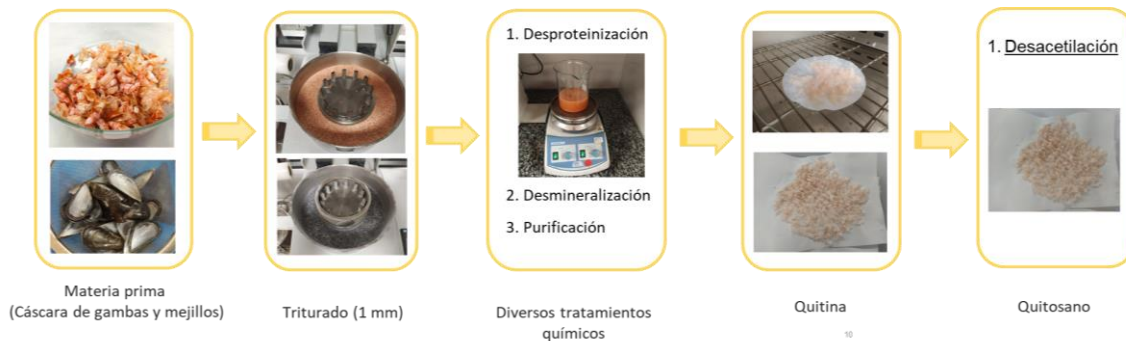 1. Desproteinización
2. Desmineralización
3. Purificación
1. Desacetilación
Materia prima
(Cáscara de gambas y mejillos)
Triturado (1 mm)
Diversos tratamientos
químicos
Quitina
Quitosano
10